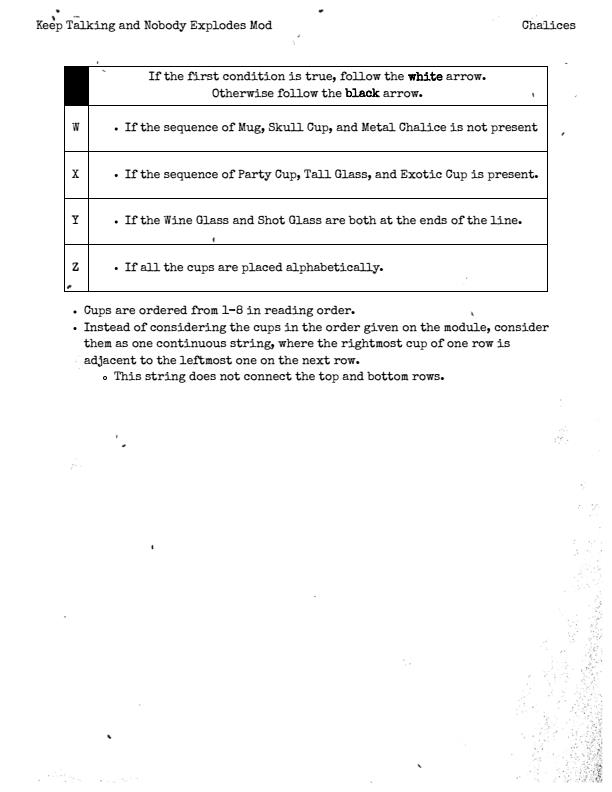 Keep Talking and Nobody Explodes Mod
Chalices
If the first condition is true, follow the white arrow.
Otherwise follow the black arrow.
W
• If the sequence of Mug, Skull Cup, and Metal Chalice is not present
X
• If the sequence of Party Cup, Tall Glass, and Exotic Cup is present.
Y
• If the Wine Glass and Shot Glass are both at the ends of the line.
Z
• If all the cups are placed alphabetically.
• Cups are ordered from 1-8 in reading order.
• Instead of considering the cups in the order given on the module, consider
them as one continuous string, where the rightmost cup of one row is
adjacent to the leftmost one on the next row.
o This string does not connect the top and bottom rows.